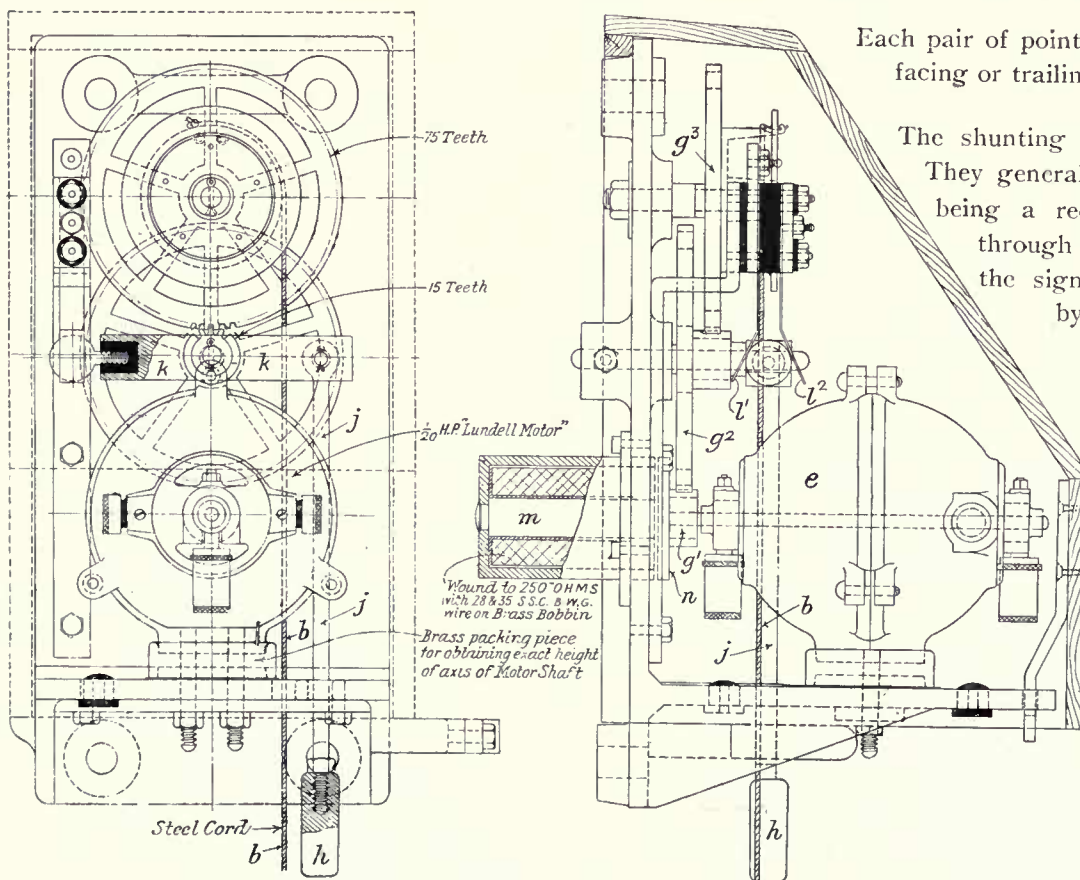 Each pair of point
facing or trailin
The shunting
They general
being a re
through
the sign
by
75 Teeth
15 Teeth
k
k
j
1/20 H.P. "Lundell Motor"
j
b
Brass packing piece
for obtaining exact height
of axis of Motor Shaft
Steel Cord
b
h
g³
l'
l²
g²
e
m
g'
n
Wound to 250 OHMS
with 28 & 35 S.S.C. B.W.G.
wire on Brass Bobbin
b
j
h